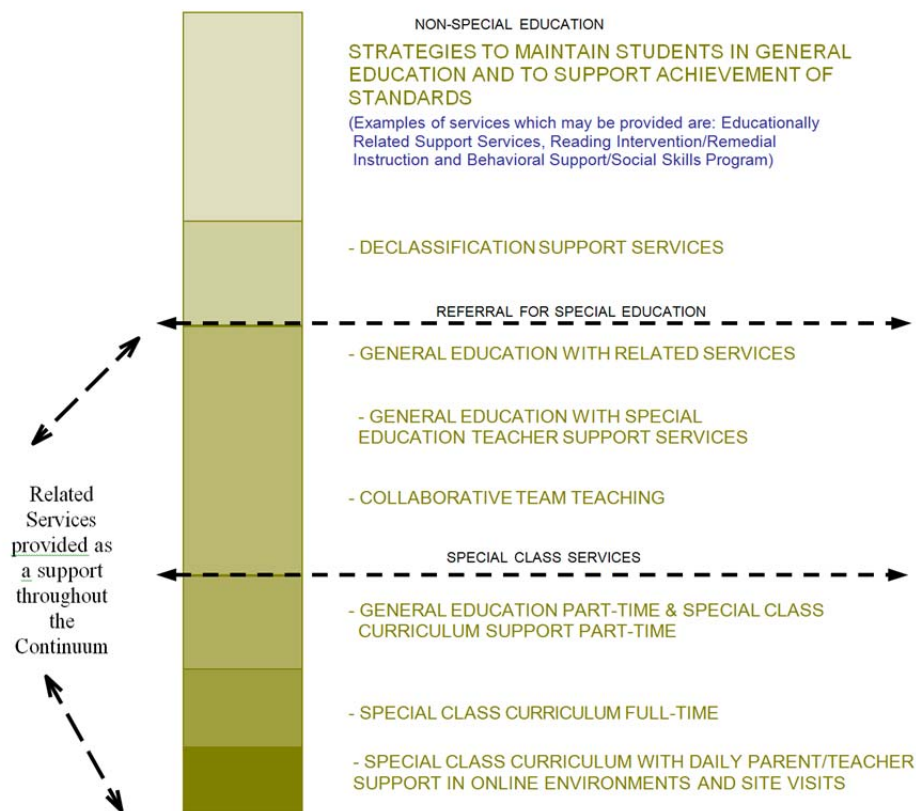 NON-SPECIAL EDUCATION
STRATEGIES TO MAINTAIN STUDENTS IN GENERAL
EDUCATION AND TO SUPPORT ACHIEVEMENT OF
STANDARDS
(Examples of services which may be provided are: Educationally
Related Support Services, Reading Intervention/Remedial
Instruction and Behavioral Support/Social Skills Program)
- DECLASSIFICATION SUPPORT SERVICES
REFERRAL FOR SPECIAL EDUCATION
- GENERAL EDUCATION WITH RELATED SERVICES
- GENERAL EDUCATION WITH SPECIAL
EDUCATION TEACHER SUPPORT SERVICES
- COLLABORATIVE TEAM TEACHING
Related
Services
provided as
a support
throughout
the
Continuum
SPECIAL CLASS SERVICES
- GENERAL EDUCATION PART-TIME & SPECIAL CLASS
CURRICULUM SUPPORT PART-TIME
- SPECIAL CLASS CURRICULUM FULL-TIME
- SPECIAL CLASS CURRICULUM WITH DAILY PARENT/TEACHER
SUPPORT IN ONLINE ENVIRONMENTS AND SITE VISITS